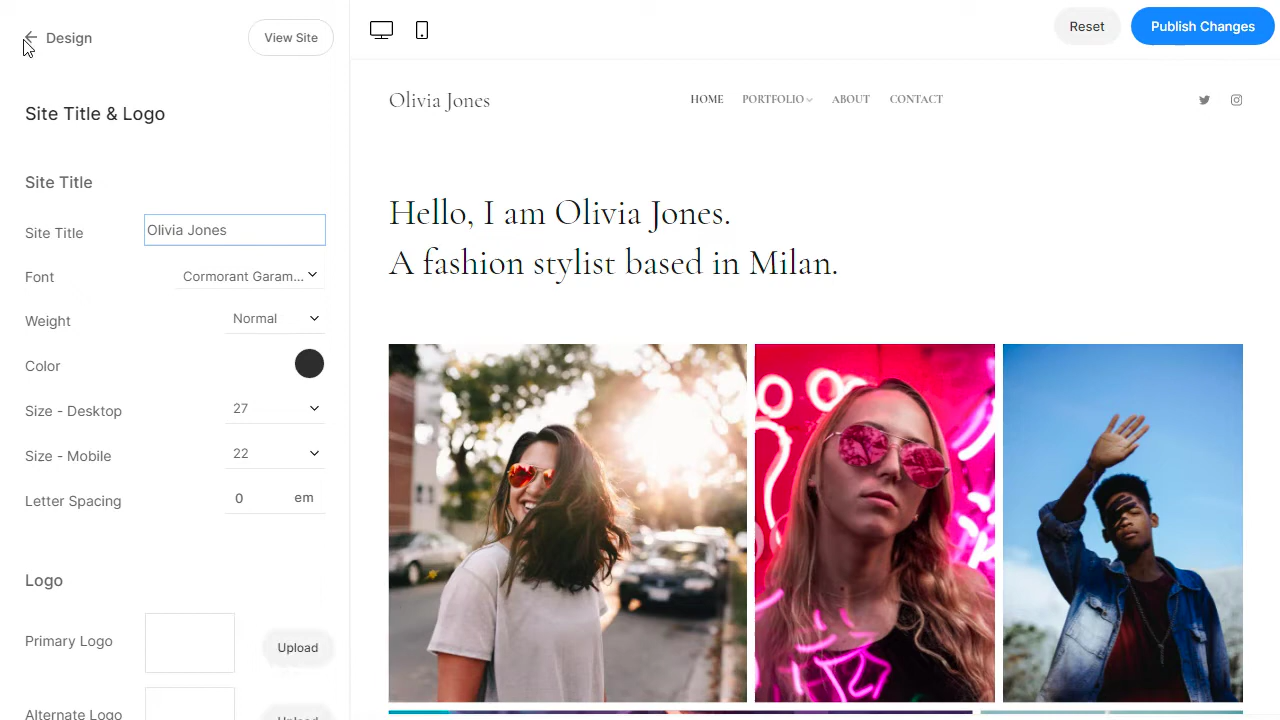 Design
View Site
Site Title & Logo
Site Title
Site Title
Olivia Jones
Font
Cormorant Garam...
Weight
Normal
Color
Size - Desktop
27
Size - Mobile
22
Letter Spacing
0
em
Logo
Primary Logo
Upload
Alternate Logo
Upload
Reset
Publish Changes
Olivia Jones
HOME
PORTFOLIO
ABOUT
CONTACT
Hello, I am Olivia Jones.
A fashion stylist based in Milan.